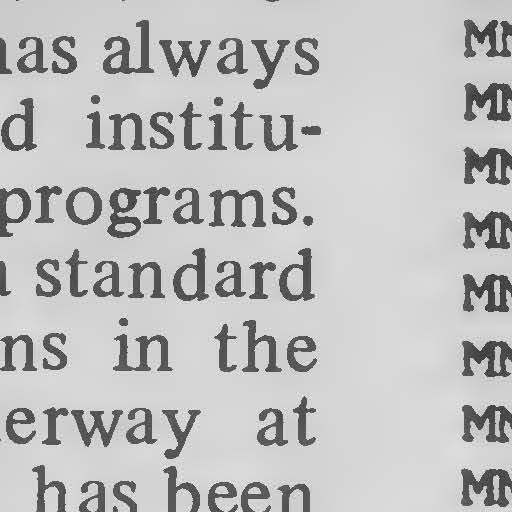 has always
d institu-
programs.
standard
ns in the
erway at
has been
MN
MN
MN
MN
MN
MN
MN
MN